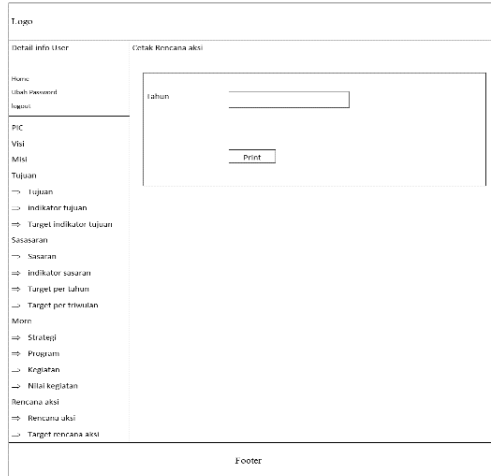 Logo
Detail info User
Cetak Rencana aksi
Home
Ubah Password
logout
Tahun
Print
PIC
Visi
Misi
Tujuan
⇒ Tujuan
⇒ indikator tujuan
⇒ Target indikator tujuan
Sasasaran
⇒ Sasaran
⇒ indikator sasaran
⇒ Target per tahun
⇒ Target per triwulan
More
⇒ Strategi
⇒ Program
⇒ Kegiatan
⇒ Nilai kegiatan
Rencana aksi
⇒ Rencana aksi
⇒ Target rencana aksi
Footer